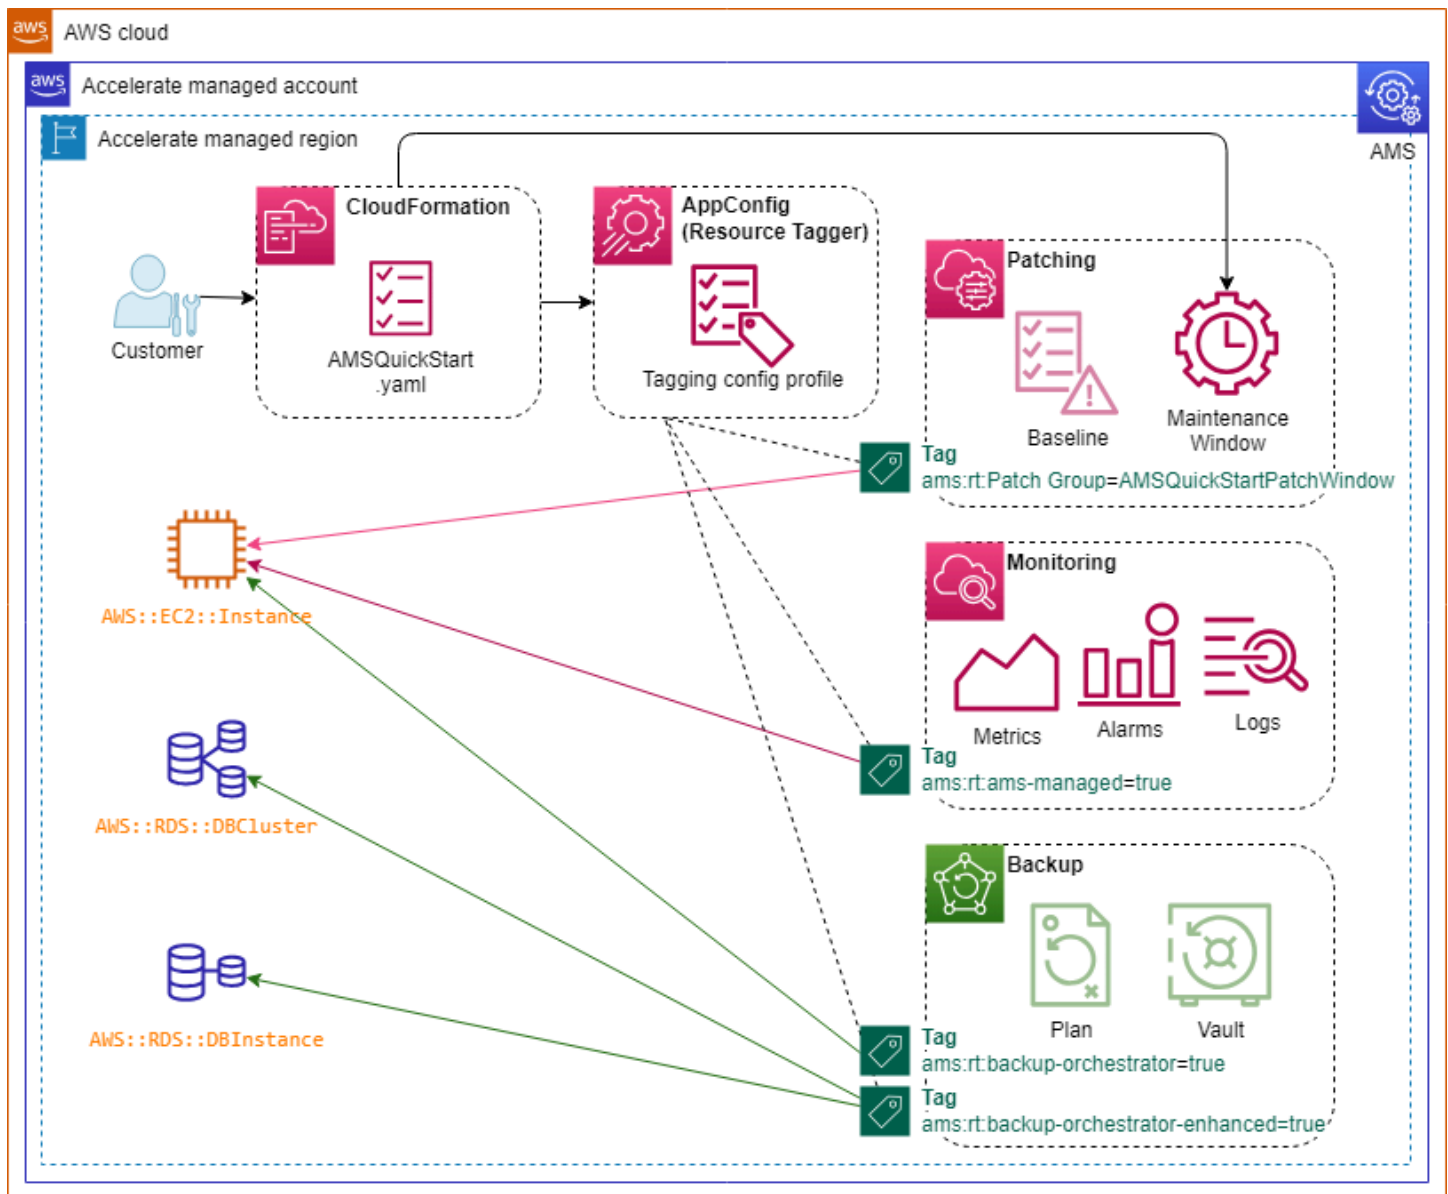 aws
AWS cloud
aws
Accelerate managed account
Accelerate managed region
AMS
CloudFormation
AppConfig
(Resource Tagger)
Patching
Customer
AMSQuickStart
.yaml
Tagging config profile
Baseline
Maintenance
Window
Tag
ams:rt:Patch Group=AMSQuickStartPatchWindow
AWS::EC2::Instance
Monitoring
Metrics
Alarms
Logs
Tag
ams:rt:ams-managed=true
AWS::RDS::DBCluster
Backup
Plan
Vault
AWS::RDS::DBInstance
Tag
ams:rt:backup-orchestrator=true
Tag
ams:rt:backup-orchestrator-enhanced=true